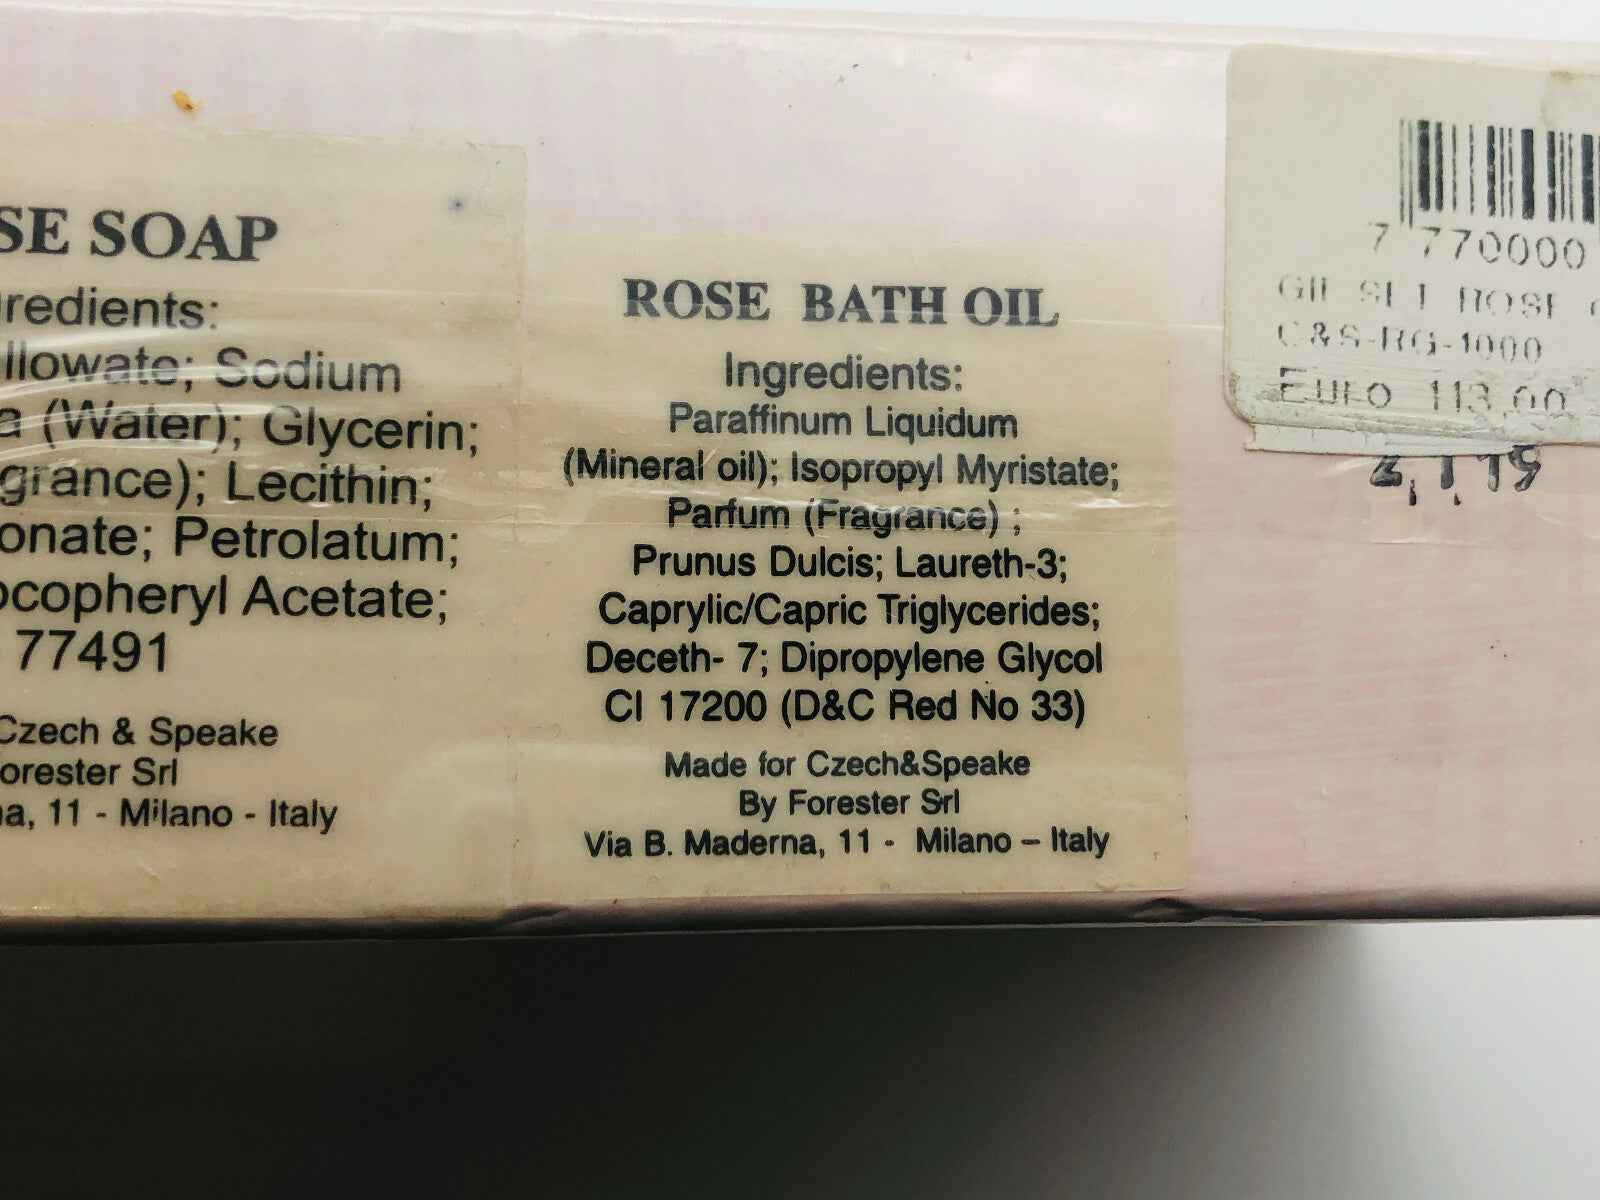 SE SOAP
redients:
llowate; Sodium
a (Water); Glycerin;
grance); Lecithin;
onate; Petrolatum;
ocopheryl Acetate;
77491
Czech & Speake
orester Srl
na, 11 - Milano - Italy
ROSE BATH OIL
Ingredients:
Paraffinum Liquidum
(Mineral oil); Isopropyl Myristate;
Parfum (Fragrance) ;
Prunus Dulcis; Laureth-3;
Caprylic/Capric Triglycerides;
Deceth- 7; Dipropylene Glycol
CI 17200 (D&C Red No 33)
Made for Czech&Speake
By Forester Srl
Via B. Maderna, 11 - Milano – Italy
7 770000
SET ROSE
C&S-RG-1000
EURO 113,00